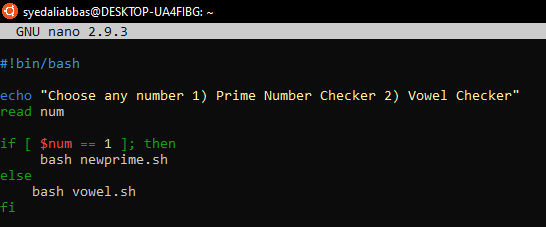 syedaliabbas@DESKTOP-UA4FIBG: ~
GNU nano 2.9.3
#!bin/bash
echo "Choose any number 1) Prime Number Checker 2) Vowel Checker"
read num
if [ $num == 1 ]; then
     bash newprime.sh
else
    bash vowel.sh
fi